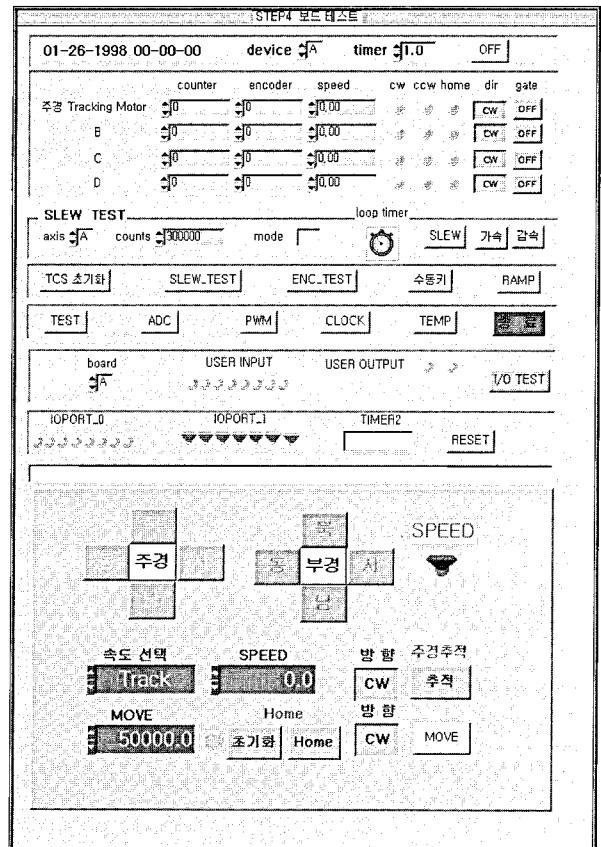 STEP4 보드 테스트
01-26-1998 00-00-00 device A timer 1.0 OFF
counter encoder speed cw ccw home dir gate
주경 Tracking Motor 0 0 0.00 CW OFF
B 0 0 0.00 CW OFF
C 0 0 0.00 CW OFF
D 0 0 0.00 CW OFF
SLEW TEST loop timer
axis A counts 300000 mode SLEW 가속 감속
TCS 초기화 SLEW_TEST ENC_TEST 수동키 RAMP
TEST ADC PWM CLOCK TEMP 종 료
board USER INPUT USER OUTPUT
A I/O TEST
IOPORT_0 IOPORT_1 TIMER2
RESET
북 SPEED
주경 동 부경 서
남
속도 선택 SPEED 방 향 주경추적
Track 0.0 CW 추적
MOVE Home 방 향
50000.0 초기화 Home CW MOVE